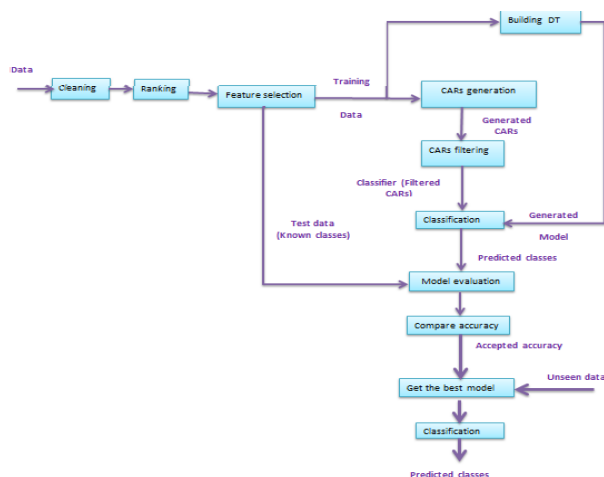 Building DT
Data
Cleaning
Ranking
Feature selection
Training
Data
CARs generation
Generated
CARs
CARs filtering
Classifier (Filtered
CARs)
Test data
(Known classes)
Classification
Generated
Model
Predicted classes
Model evaluation
Compare accuracy
Accepted accuracy
Get the best model
Unseen data
Classification
Predicted classes